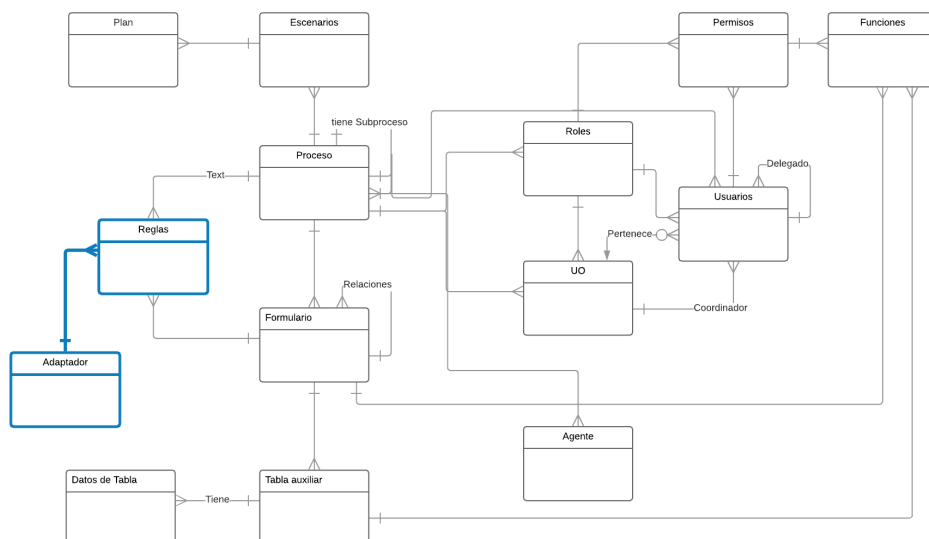 Plan
Escenarios
Permisos
Funciones
tiene Subproceso
Roles
Proceso
Delegado
Text
Usuarios
Reglas
Pertenece
UO
Relaciones
Coordinador
Formulario
Adaptador
Agente
Datos de Tabla
Tabla auxiliar
Tiene